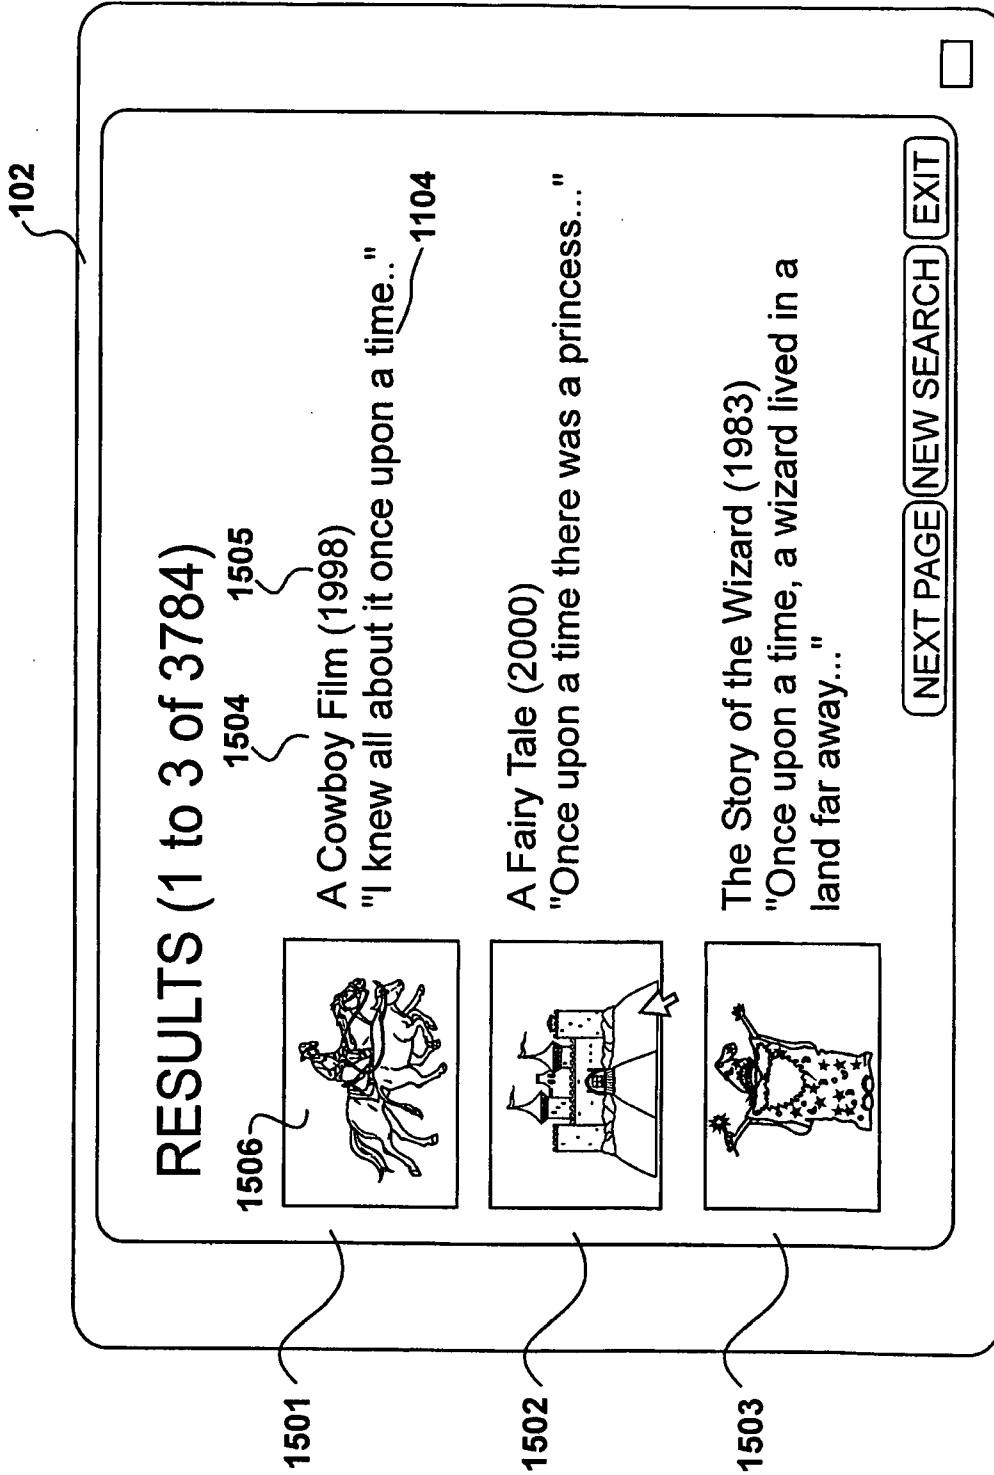 102
RESULTS (1 to 3 of 3784)
1504
1505
1506
A Cowboy Film (1998)
"I knew all about it once upon a time.."
1104
1501
A Fairy Tale (2000)
"Once upon a time there was a princess..."
1502
The Story of the Wizard (1983)
"Once upon a time, a wizard lived in a
land far away..."
1503
NEXT PAGE NEW SEARCH EXIT